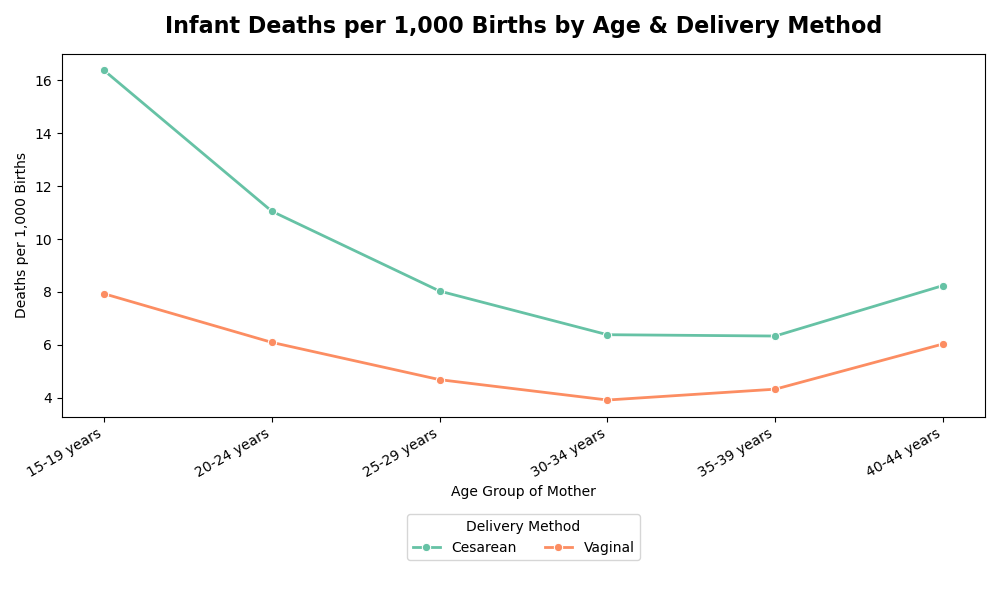 Infant Deaths per 1,000 Births by Age & Delivery Method
Deaths per 1,000 Births
16
14
12
10
8
6
4
15-19 years
20-24 years
25-29 years
30-34 years
35-39 years
40-44 years
Age Group of Mother
Delivery Method
Cesarean
Vaginal